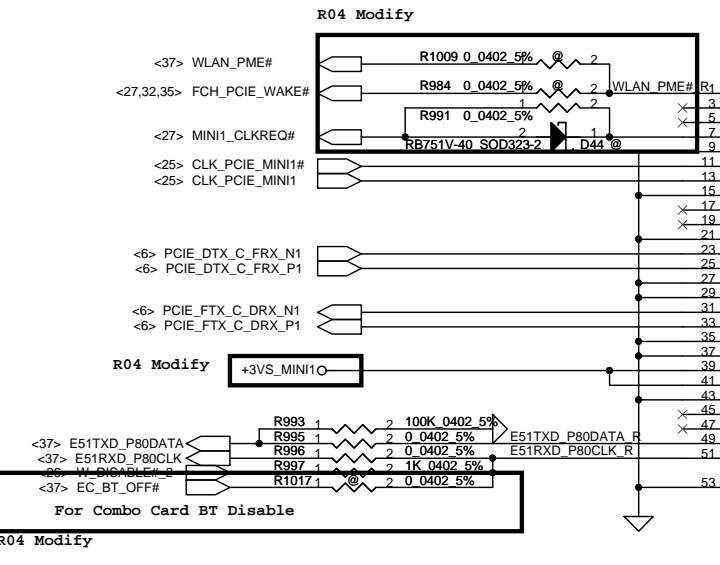 R04 Modify
<37> WLAN_PME# R1009 0_0402_5% @ 2
<27,32,35> FCH_PCIE_WAKE# R984 0_0402_5% @ 2 WLAN_PME#_R 1
1 2 3
R991 0_0402_5% 5
<27> MINI1_CLKREQ# 2 1 7
RB751V-40_SOD323-2 D44 @ 9
<25> CLK_PCIE_MINI1# 11
<25> CLK_PCIE_MINI1 13
15
17
19
21
<6> PCIE_DTX_C_FRX_N1 23
<6> PCIE_DTX_C_FRX_P1 25
27
29
<6> PCIE_FTX_C_DRX_N1 31
<6> PCIE_FTX_C_DRX_P1 33
35
37
R04 Modify +3VS_MINI1 39
41
43
R993 1 2 100K_0402_5% 45
47
<37> E51TXD_P80DATA R995 1 2 0_0402_5% E51TXD_P80DATA_R 49
<37> E51RXD_P80CLK R996 1 2 0_0402_5% E51RXD_P80CLK_R 51
<26> W_DISABLE#_2 R997 1 2 1K_0402_5%
<37> EC_BT_OFF# R1017 1 @ 2 0_0402_5% 53
For Combo Card BT Disable
R04 Modify